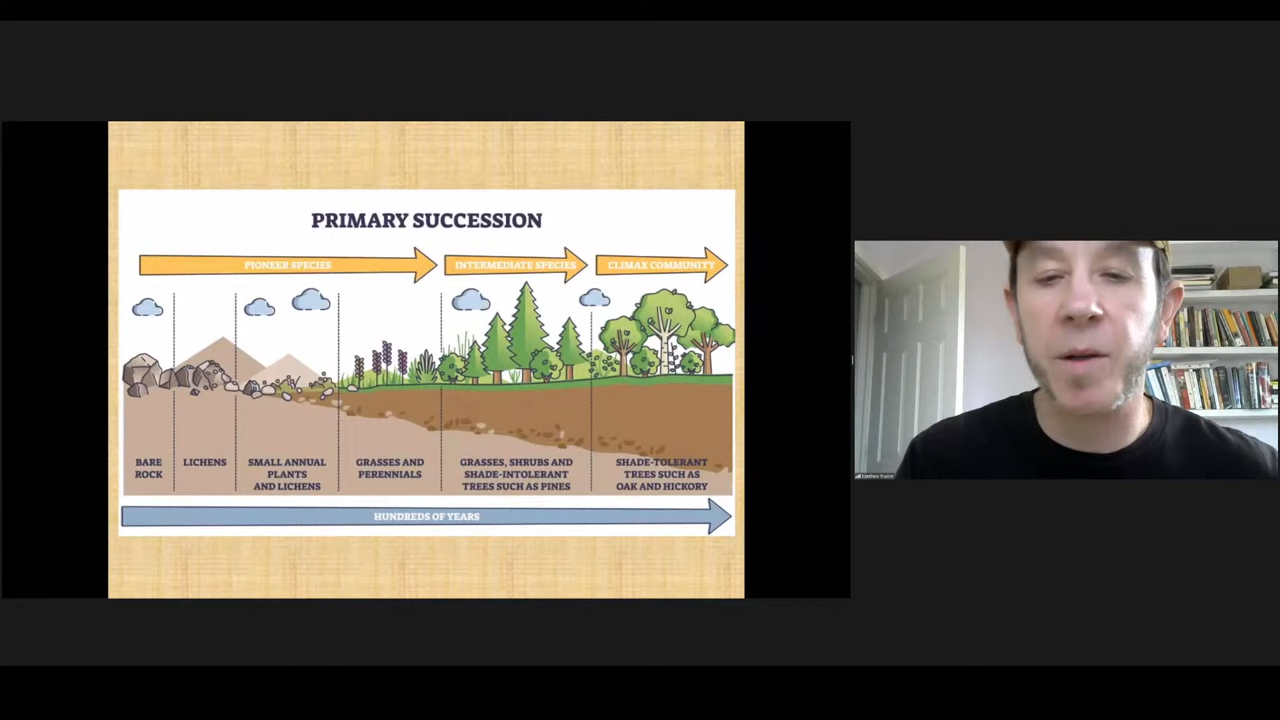 PRIMARY SUCCESSION
PIONEER SPECIES
INTERMEDIATE SPECIES
CLIMAX COMMUNITY
BARE
ROCK
LICHENS
SMALL ANNUAL
PLANTS
AND LICHENS
GRASSES AND
PERENNIALS
GRASSES, SHRUBS AND
SHADE-INTOLERANT
TREES SUCH AS PINES
SHADE-TOLERANT
TREES SUCH AS
OAK AND HICKORY
HUNDREDS OF YEARS
Matthew